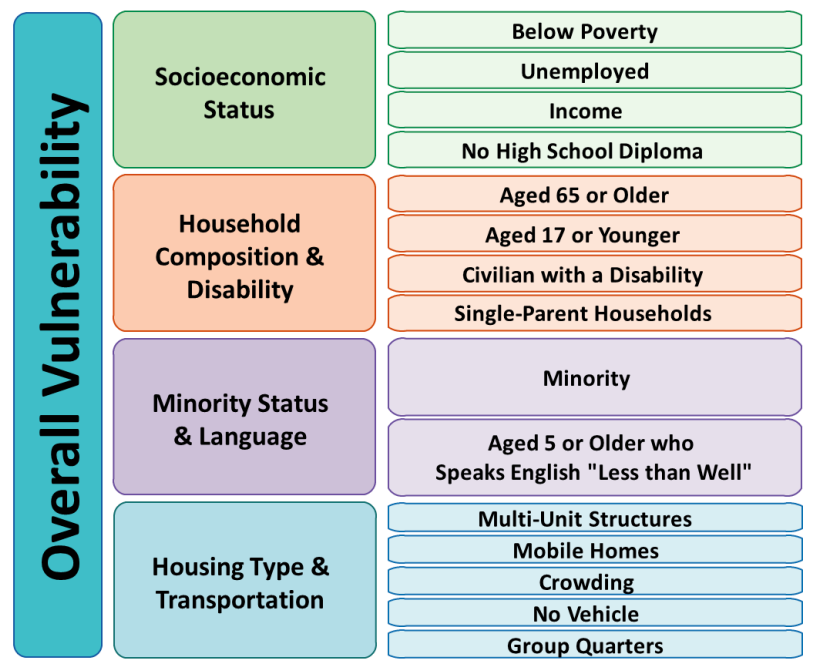 Overall Vulnerability
Socioeconomic
Status
Below Poverty
Unemployed
Income
No High School Diploma
Household
Composition &
Disability
Aged 65 or Older
Aged 17 or Younger
Civilian with a Disability
Single-Parent Households
Minority Status
& Language
Minority
Aged 5 or Older who
Speaks English "Less than Well"
Housing Type &
Transportation
Multi-Unit Structures
Mobile Homes
Crowding
No Vehicle
Group Quarters